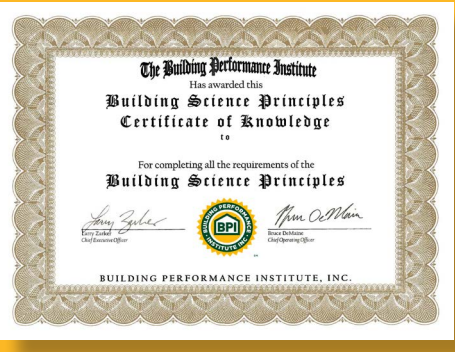 The Building Performance Institute
Has awarded this
Building Science Principles
Certificate of Knowledge
to
For completing all the requirements of the
Building Science Principles
Larry Zarker
Chief Executive Officer
Bruce DeMaine
Chief Operating Officer
BUILDING PERFORMANCE
BPI
INSTITUTE INC.
BUILDING PERFORMANCE INSTITUTE, INC.